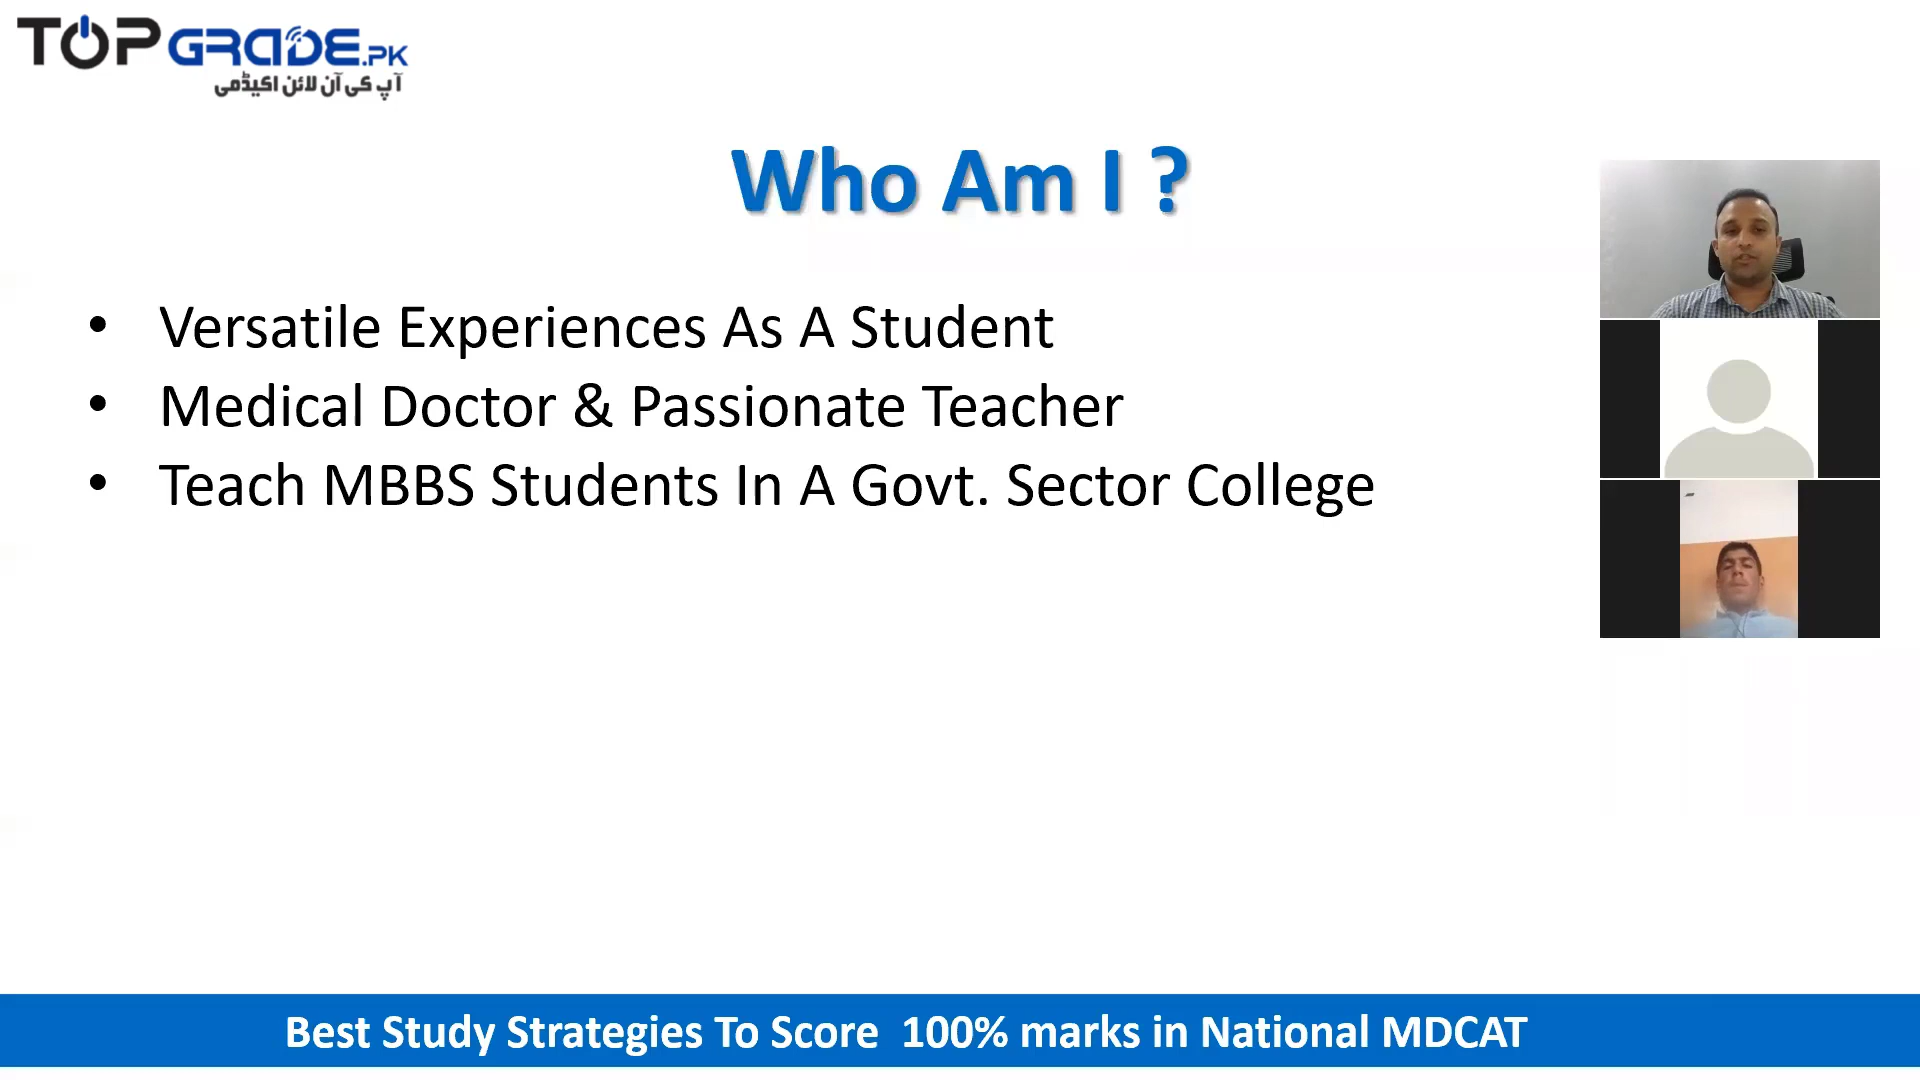 TOPGRADE.PK
آپ کی آن لائن اکیڈمی
Who Am I ?
• Versatile Experiences As A Student
• Medical Doctor & Passionate Teacher
• Teach MBBS Students In A Govt. Sector College
Best Study Strategies To Score 100% marks in National MDCAT